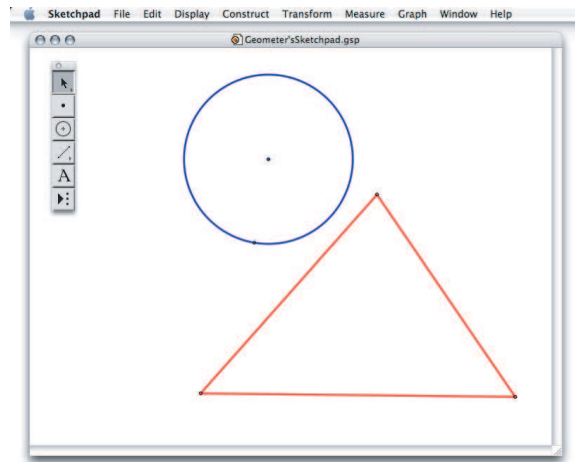 Sketchpad File Edit Display Construct Transform Measure Graph Window Help
Geometer'sSketchpad.gsp
A